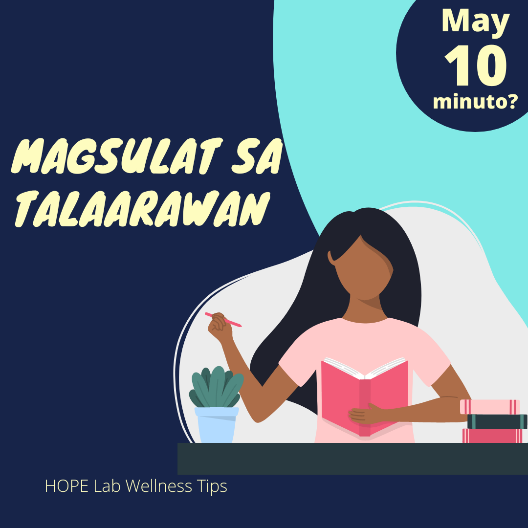 May
10
minuto?
MAGSULAT SA
TALAARAWAN
HOPE Lab Wellness Tips